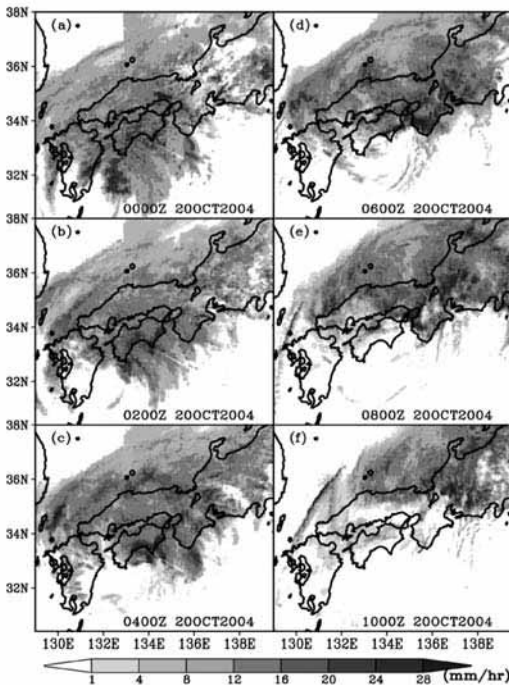 38N
(a)
36N
34N
32N
0000Z 20OCT2004
(d)
0600Z 20OCT2004
38N
(b)
36N
34N
32N
0200Z 20OCT2004
(e)
0800Z 20OCT2004
38N
(c)
36N
34N
32N
0400Z 20OCT2004
(f)
1000Z 20OCT2004
130E 132E 134E 136E 138E
130E 132E 134E 136E 138E
1 4 8 12 16 20 24 28 (mm/hr)